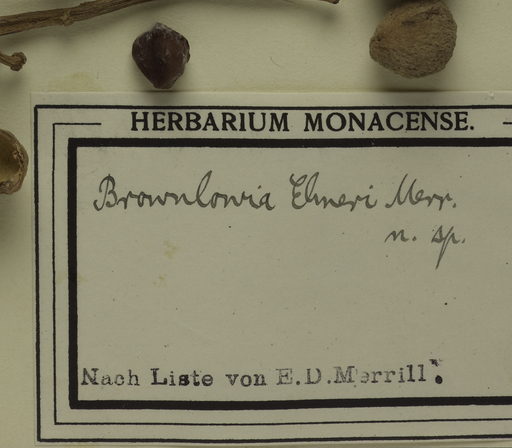 HERBARIUM MONACENSE.
Brownlowia Elmeri Merr.
n. sp.
Nach Liste von E.D.Merrill.